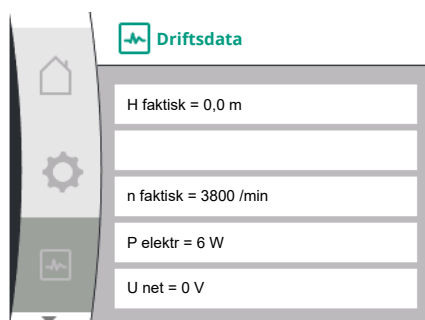 Driftsdata
H faktisk = 0,0 m
n faktisk = 3800 /min
P elektr = 6 W
U net = 0 V